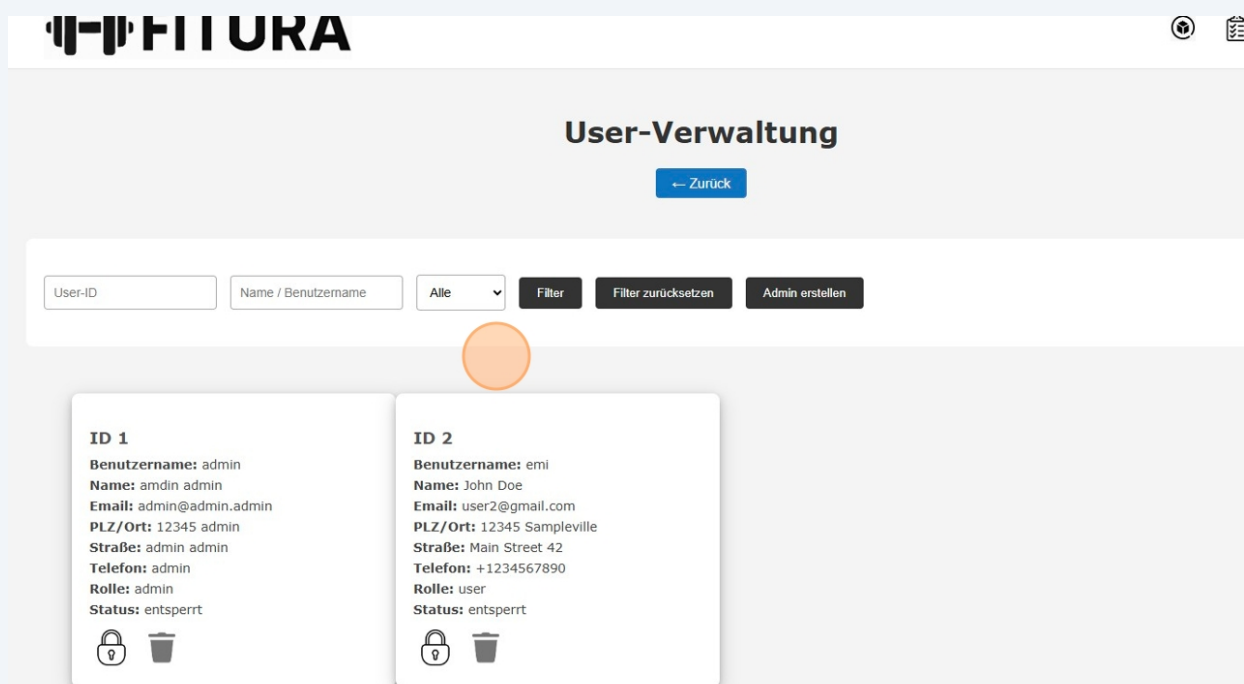 FITURA
User-Verwaltung
← Zurück
User-ID
Name / Benutzername
Alle
Filter
Filter zurücksetzen
Admin erstellen
ID 1
Benutzername: admin
Name: amdin admin
Email: admin@admin.admin
PLZ/Ort: 12345 admin
Straße: admin admin
Telefon: admin
Rolle: admin
Status: entsperrt
ID 2
Benutzername: emi
Name: John Doe
Email: user2@gmail.com
PLZ/Ort: 12345 Sampleville
Straße: Main Street 42
Telefon: +1234567890
Rolle: user
Status: entsperrt